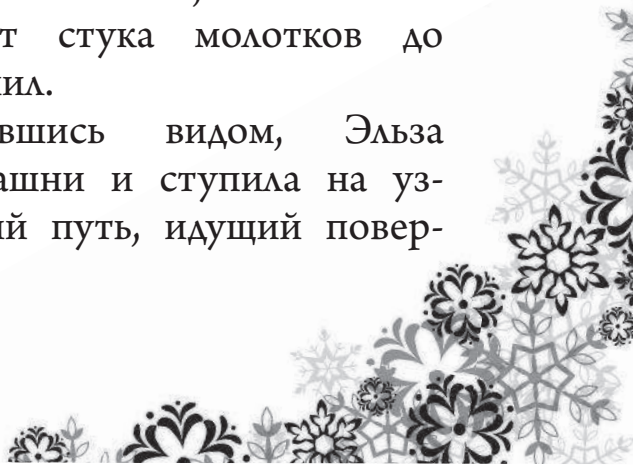 т стука молотков до
ил.
вшись видом, Эльза
ашни и ступила на уз-
й путь, идущий повер-